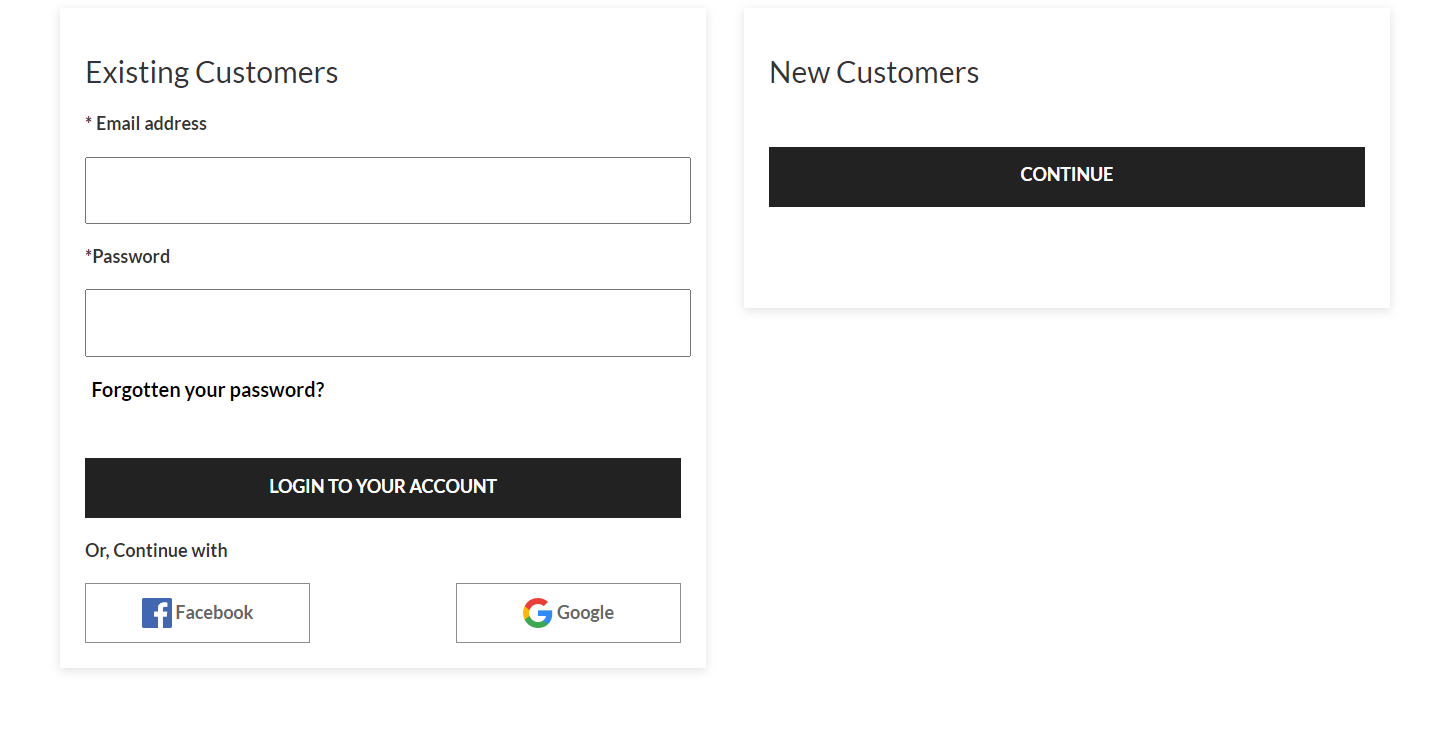 Existing Customers
* Email address
*Password
Forgotten your password?
LOGIN TO YOUR ACCOUNT
Or, Continue with
Facebook
Google
New Customers
CONTINUE